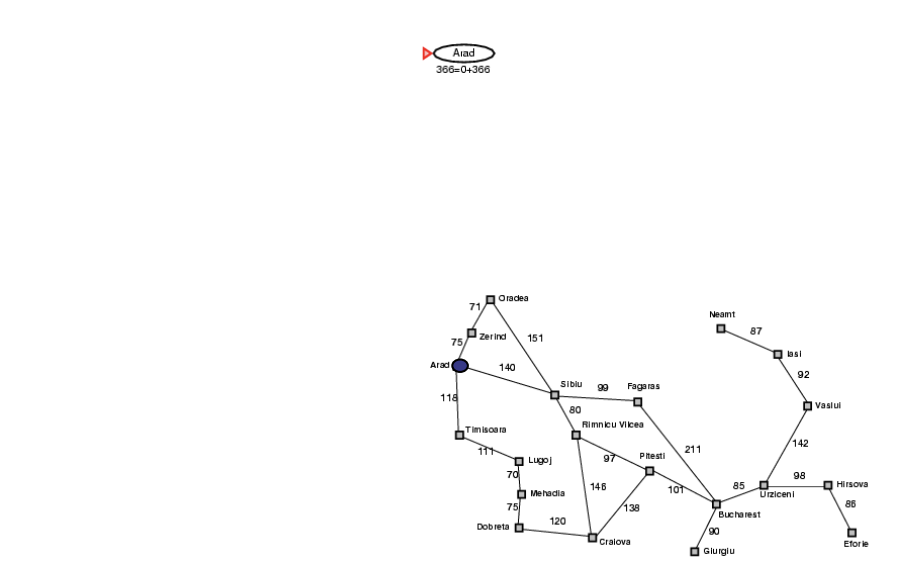 Arad
366=0+366
Oradea
71
Neamt
87
Zerind
75
151
Iasi
Arad
140
92
Sibiu
99
Fagaras
118
80
Vaslui
Timisoara
Rimnicu Vilcea
142
111
Lugoj
97
Pitesti
211
70
98
Mehadia
146
101
85
Urziceni
Hirsova
75
138
86
Dobreta
120
Bucharest
90
Craiova
Giurgiu
Eforie